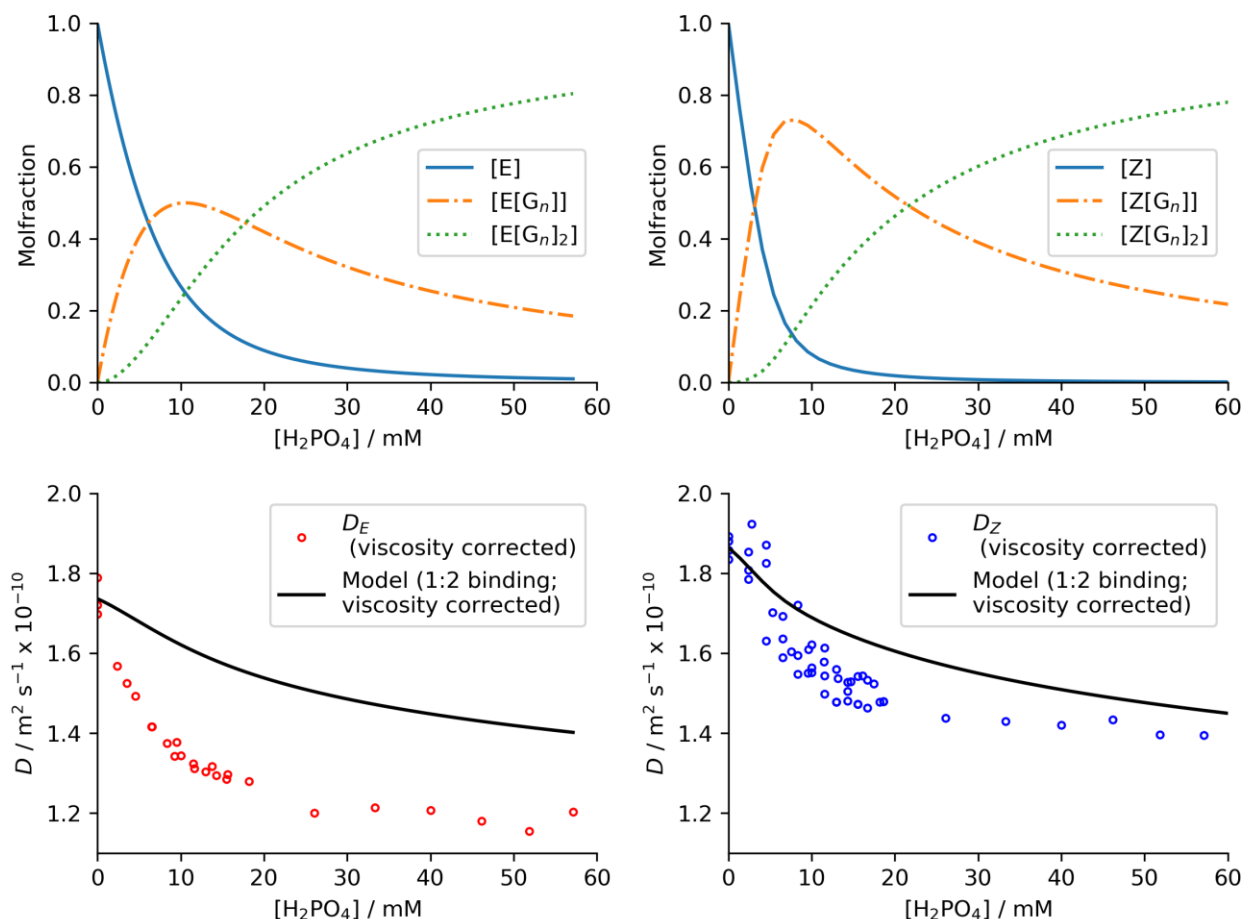 1.0
0.8
0.6
0.4
0.2
0.0
Molfraction
[E]
[E[Gₙ]]
[E[Gₙ]₂]
0 10 20 30 40 50 60
[H₂PO₄] / mM
1.0
0.8
0.6
0.4
0.2
0.0
Molfraction
[Z]
[Z[Gₙ]]
[Z[Gₙ]₂]
0 10 20 30 40 50 60
[H₂PO₄] / mM
2.0
1.8
1.6
1.4
1.2
D / m² s⁻¹ x 10⁻¹⁰
D_E
(viscosity corrected)
Model (1:2 binding;
viscosity corrected)
0 10 20 30 40 50 60
[H₂PO₄] / mM
2.0
1.8
1.6
1.4
1.2
D / m² s⁻¹ x 10⁻¹⁰
D_Z
(viscosity corrected)
Model (1:2 binding;
viscosity corrected)
0 10 20 30 40 50 60
[H₂PO₄] / mM